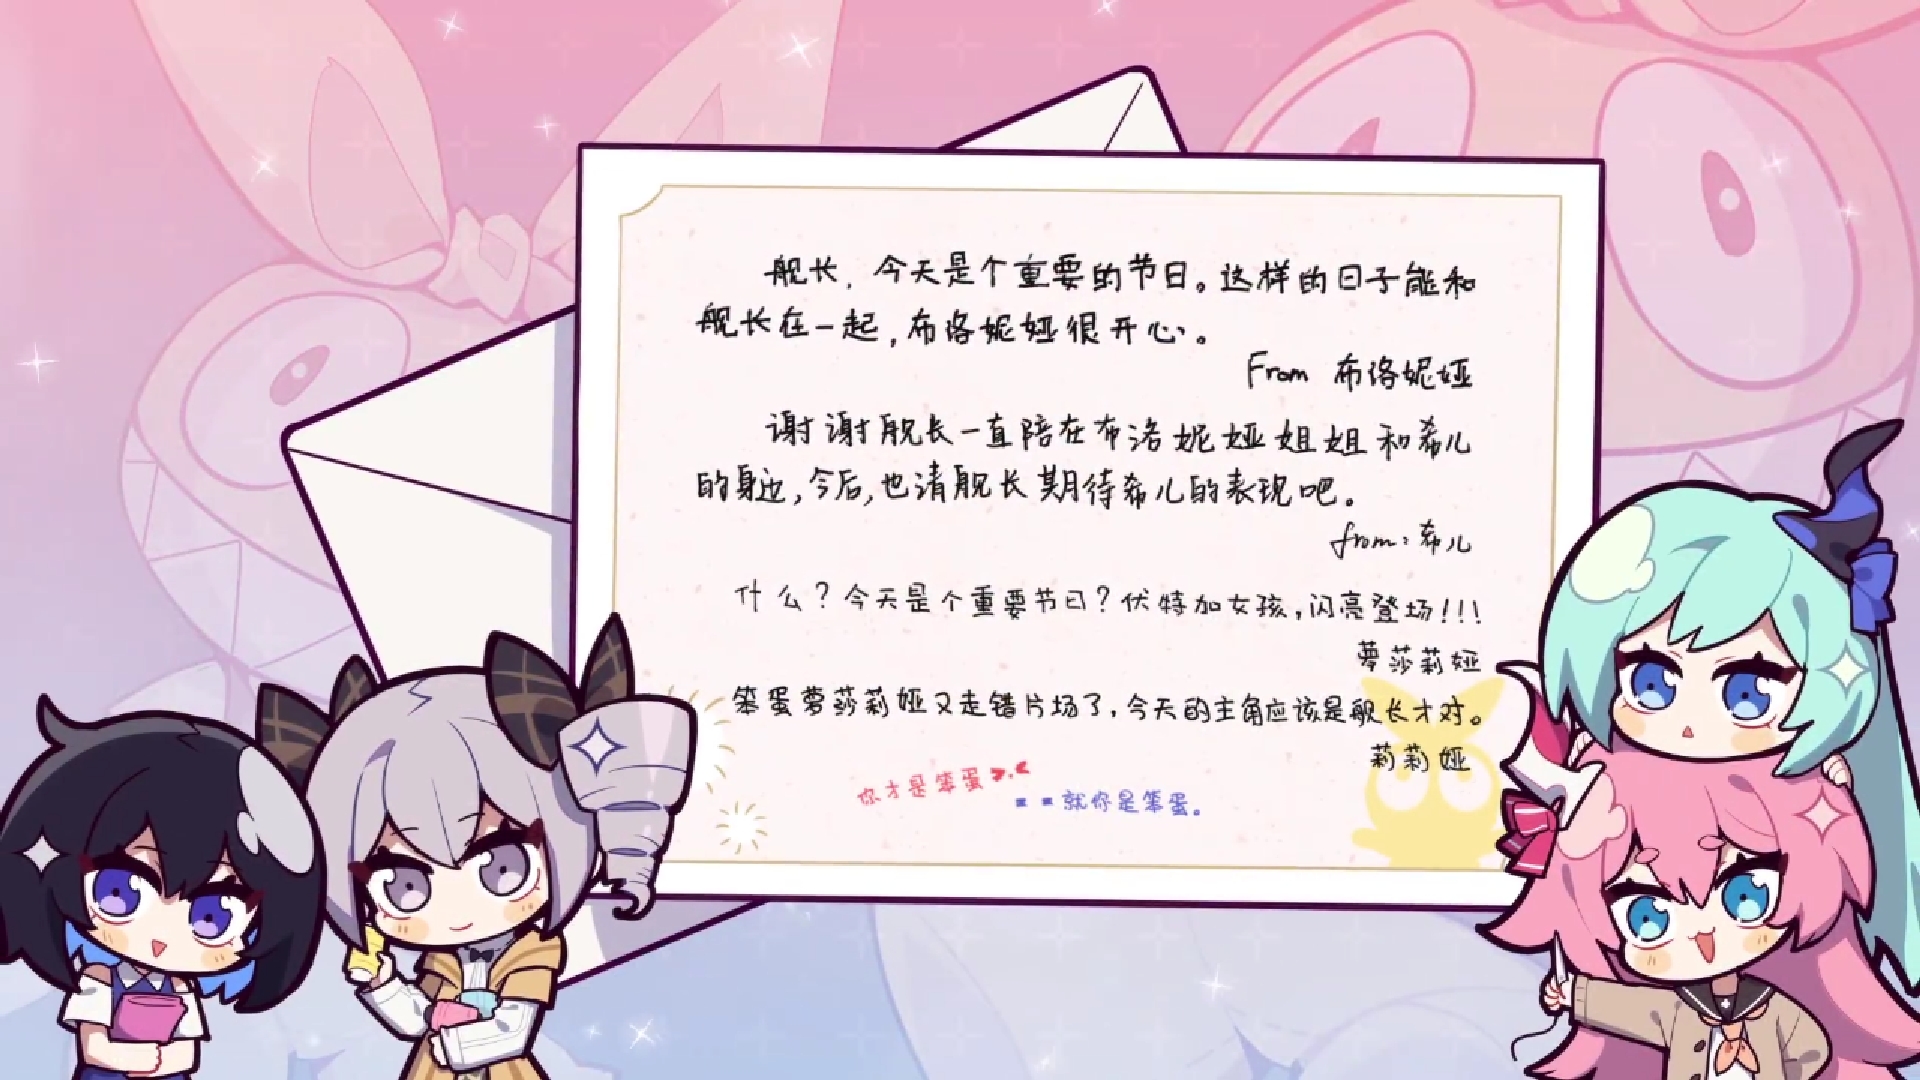 舰长，今天是个重要的节日。这样的日子能和
舰长在一起，布洛妮娅很开心。
From 布洛妮娅
谢谢舰长一直陪在布洛妮娅姐姐和希儿
的身边，今后，也请舰长期待希儿的表现吧。
from：希儿
什么？今天是个重要节日？伏特加女孩，闪亮登场！！！
萝莎莉娅
笨蛋萝莎莉娅又走错片场了，今天的主角应该是舰长才对。
莉莉娅
你才是笨蛋>.<
= =就你是笨蛋。